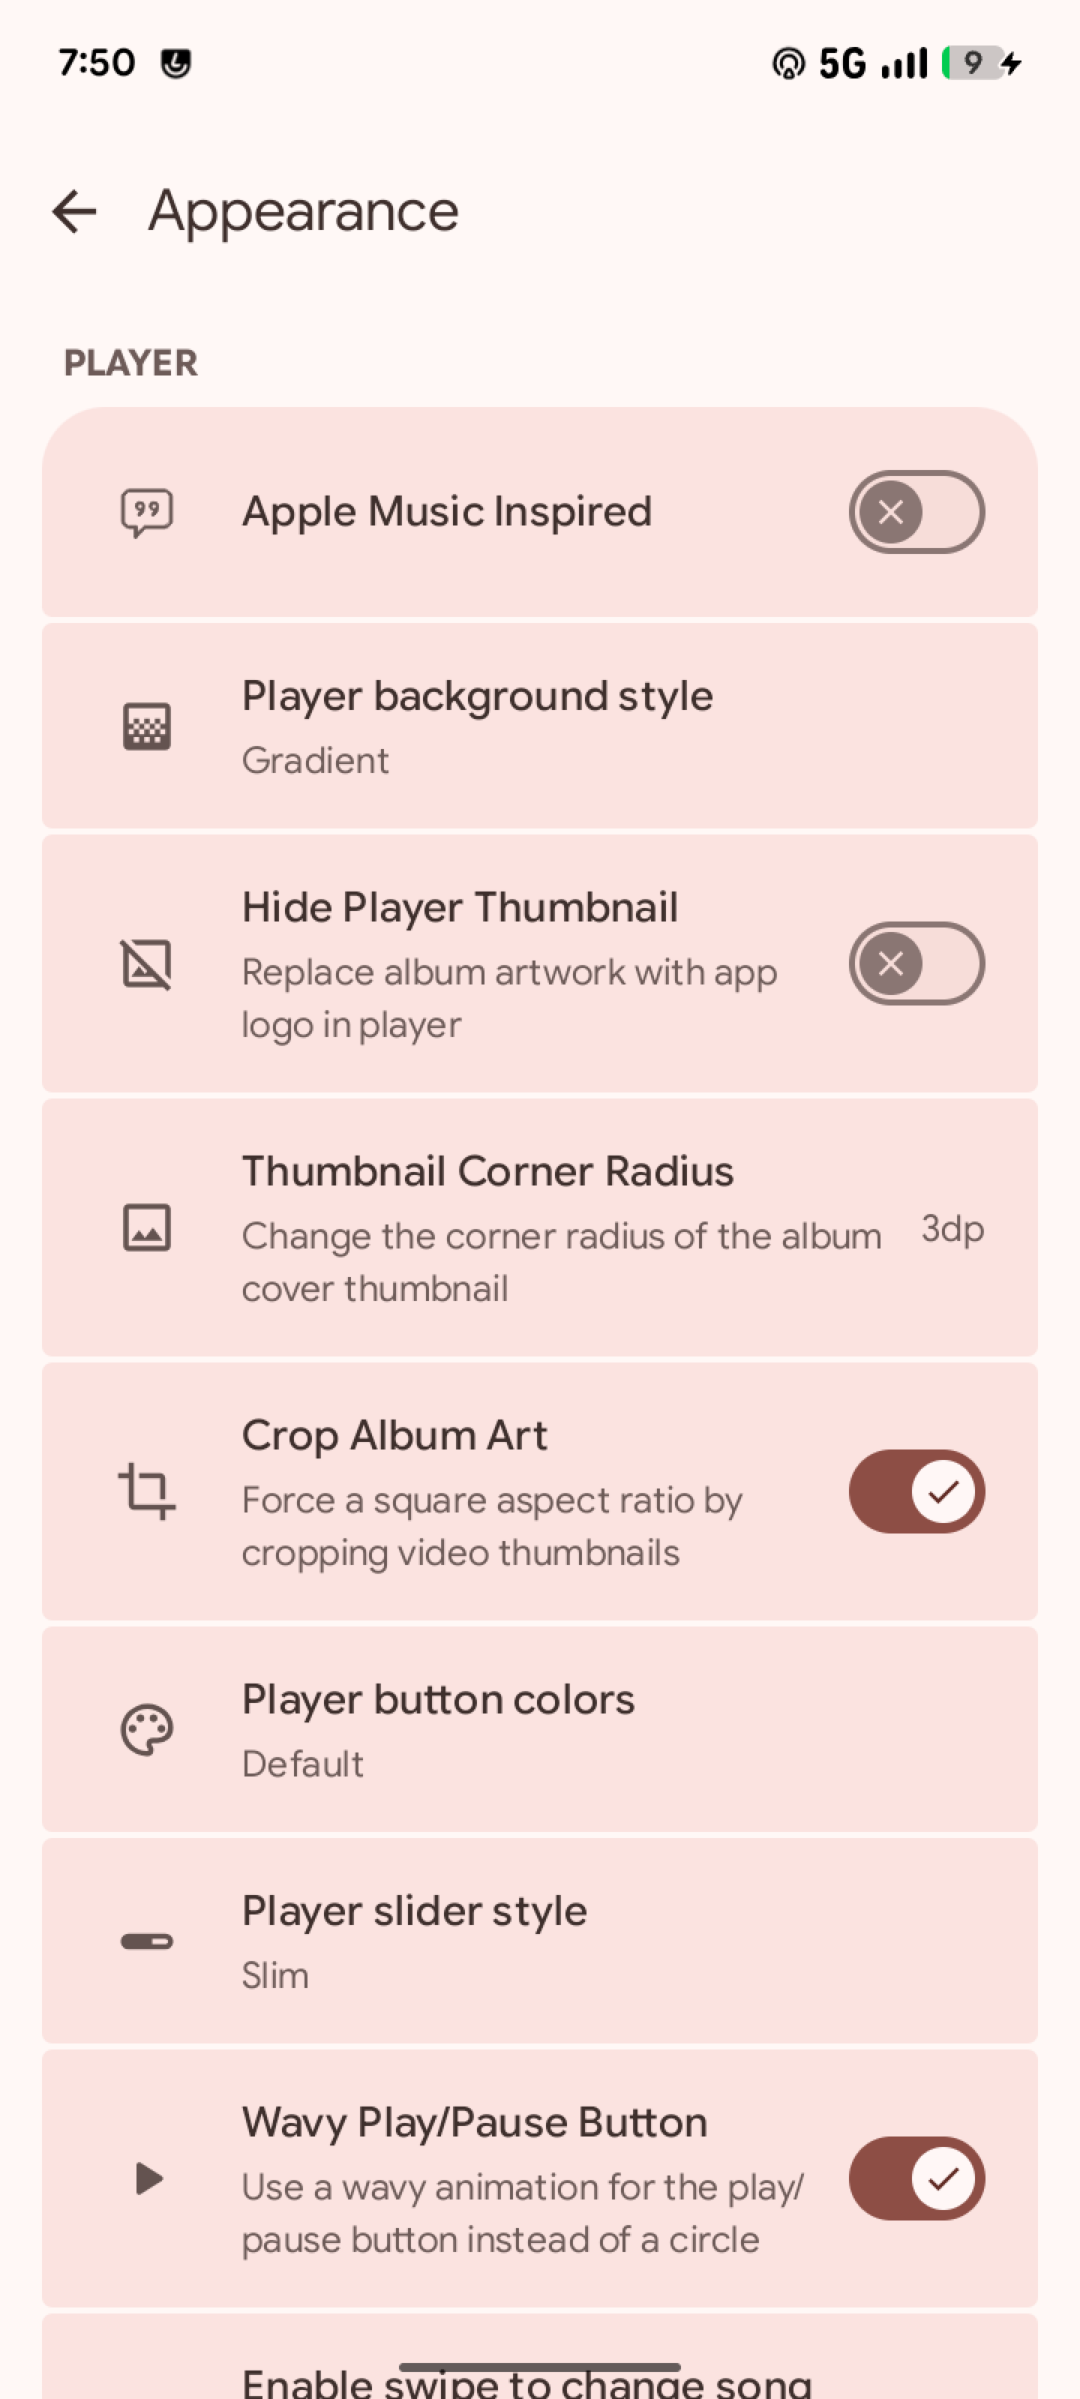 7:50
5G
9
Appearance
PLAYER
Apple Music Inspired
Player background style
Gradient
Hide Player Thumbnail
Replace album artwork with app
logo in player
Thumbnail Corner Radius
Change the corner radius of the album
cover thumbnail
3dp
Crop Album Art
Force a square aspect ratio by
cropping video thumbnails
Player button colors
Default
Player slider style
Slim
Wavy Play/Pause Button
Use a wavy animation for the play/
pause button instead of a circle
Enable swipe to change song